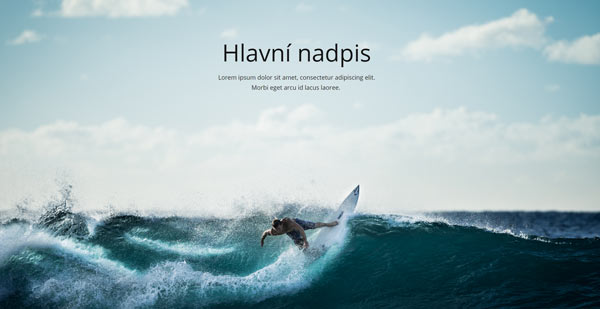 Hlavní nadpis
Lorem ipsum dolor sit amet, consectetur adipiscing elit.
Morbi eget arcu id lacus laoree.